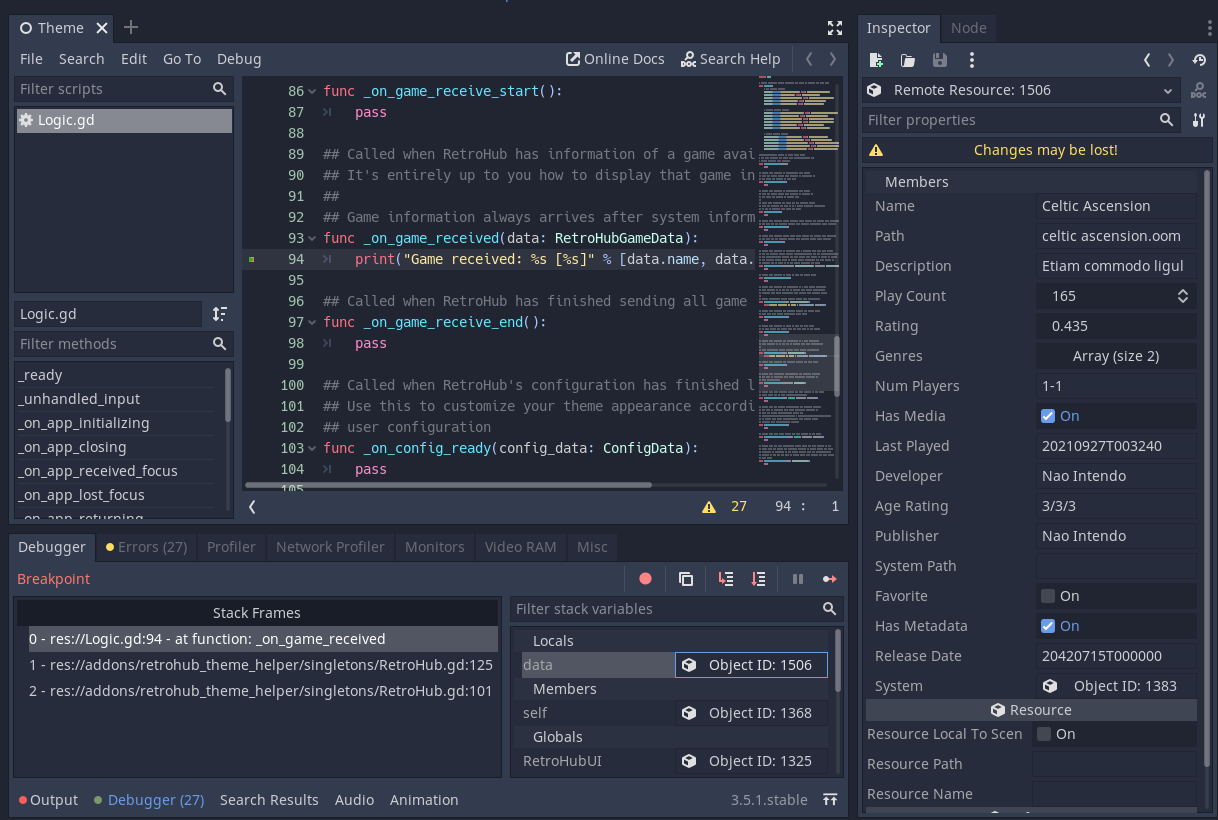 Theme
File Search Edit Go To Debug Online Docs Search Help
Filter scripts
Logic.gd
Logic.gd
Filter methods
_ready
_unhandled_input
_on_app_initializing
_on_app_closing
_on_app_received_focus
_on_app_lost_focus
_on_app_returning
86 func _on_game_receive_start():
87 pass
88
89 ## Called when RetroHub has information of a game avai
90 ## It's entirely up to you how to display that game in
91 ##
92 ## Game information always arrives after system inform
93 func _on_game_received(data: RetroHubGameData):
94 print("Game received: %s [%s]" % [data.name, data.
95
96 ## Called when RetroHub has finished sending all game
97 func _on_game_receive_end():
98 pass
99
100 ## Called when RetroHub's configuration has finished l
101 ## Use this to customize your theme appearance accordi
102 ## user configuration
103 func _on_config_ready(config_data: ConfigData):
104 pass
105
27 94 : 1
Debugger Errors (27) Profiler Network Profiler Monitors Video RAM Misc
Breakpoint
Stack Frames
0 - res://Logic.gd:94 - at function: _on_game_received
1 - res://addons/retrohub_theme_helper/singletons/RetroHub.gd:125
2 - res://addons/retrohub_theme_helper/singletons/RetroHub.gd:101
Filter stack variables
Locals
data Object ID: 1506
Members
self Object ID: 1368
Globals
RetroHubUI Object ID: 1325
Output Debugger (27) Search Results Audio Animation 3.5.1.stable
Inspector Node
Remote Resource: 1506
Filter properties
Changes may be lost!
Members
Name Celtic Ascension
Path celtic ascension.oom
Description Etiam commodo ligul
Play Count 165
Rating 0.435
Genres Array (size 2)
Num Players 1-1
Has Media On
Last Played 20210927T003240
Developer Nao Intendo
Age Rating 3/3/3
Publisher Nao Intendo
System Path
Favorite On
Has Metadata On
Release Date 20420715T000000
System Object ID: 1383
Resource
Resource Local To Scen On
Resource Path
Resource Name